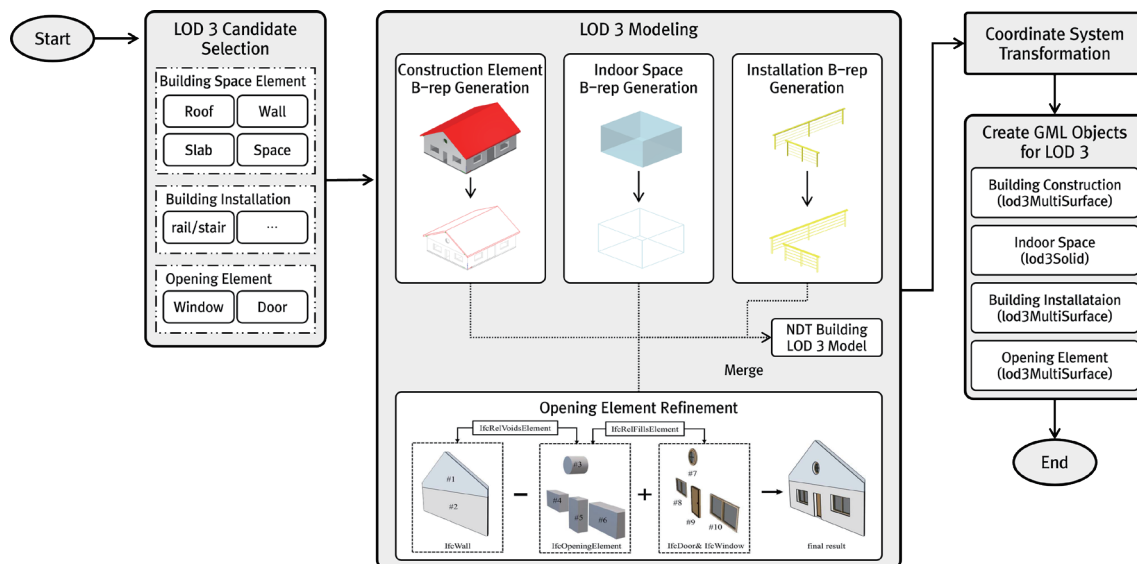 Start
LOD 3 Candidate
Selection
Building Space Element
Roof
Wall
Slab
Space
Building Installation
rail/stair
...
Opening Element
Window
Door
LOD 3 Modeling
Construction Element
B-rep Generation
Indoor Space
B-rep Generation
Installation B-rep
Generation
NDT Building
LOD 3 Model
Merge
Opening Element Refinement
IfcRelVoidsElement
IfcRelFillsElement
#1
#2
IfcWall
#3
#4
#5
#6
IfcOpeningElement
#7
#8
#9
#10
IfcDoor& IfcWindow
final result
Coordinate System
Transformation
Create GML Objects
for LOD 3
Building Construction
(lod3MultiSurface)
Indoor Space
(lod3Solid)
Building Installataion
(lod3MultiSurface)
Opening Element
(lod3MultiSurface)
End